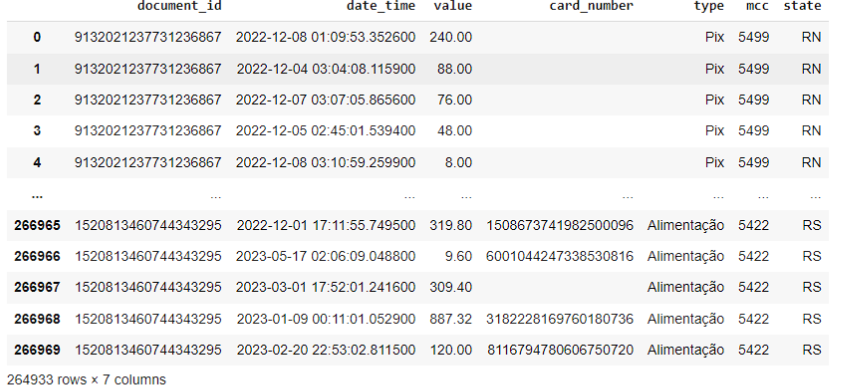 document_id date_time value card_number type mcc state
0 9132021237731236867 2022-12-08 01:09:53.352600 240.00 Pix 5499 RN
1 9132021237731236867 2022-12-04 03:04:08.115900 88.00 Pix 5499 RN
2 9132021237731236867 2022-12-07 03:07:05.865600 76.00 Pix 5499 RN
3 9132021237731236867 2022-12-05 02:45:01.539400 48.00 Pix 5499 RN
4 9132021237731236867 2022-12-08 03:10:59.259900 8.00 Pix 5499 RN
... ... ... ... ... ... ... ...
266965 1520813460744343295 2022-12-01 17:11:55.749500 319.80 1508673741982500096 Alimentação 5422 RS
266966 1520813460744343295 2023-05-17 02:06:09.048800 9.60 6001044247338530816 Alimentação 5422 RS
266967 1520813460744343295 2023-03-01 17:52:01.241600 309.40 Alimentação 5422 RS
266968 1520813460744343295 2023-01-09 00:11:01.052900 887.32 3182228169760180736 Alimentação 5422 RS
266969 1520813460744343295 2023-02-20 22:53:02.811500 120.00 8116794780606750720 Alimentação 5422 RS
264933 rows × 7 columns